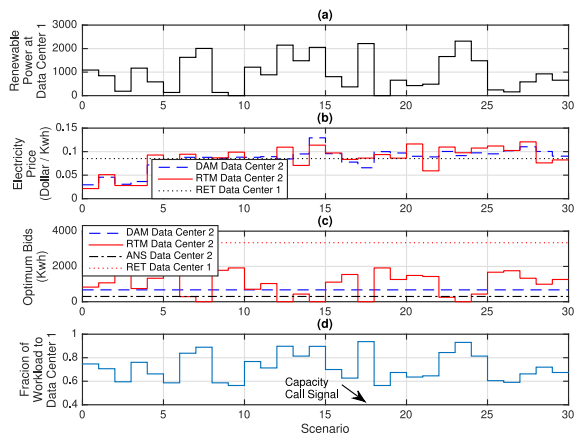 (a)
Renewable
Power at
Data Center 1
3000
2000
1000
0
0 5 10 15 20 25 30
(b)
Electricity
Price
(Dollar / Kwh)
0.15
0.1
0.05
0
DAM Data Center 2
RTM Data Center 2
RET Data Center 1
0 5 10 15 20 25 30
(c)
Optimum Bids
(Kwh)
4000
2000
0
DAM Data Center 2
RTM Data Center 2
ANS Data Center 2
RET Data Center 1
0 5 10 15 20 25 30
(d)
Fracion of
Workload to
Data Center 1
1
0.8
0.6
0.4
Capacity
Call Signal
0 5 10 15 20 25 30
Scenario